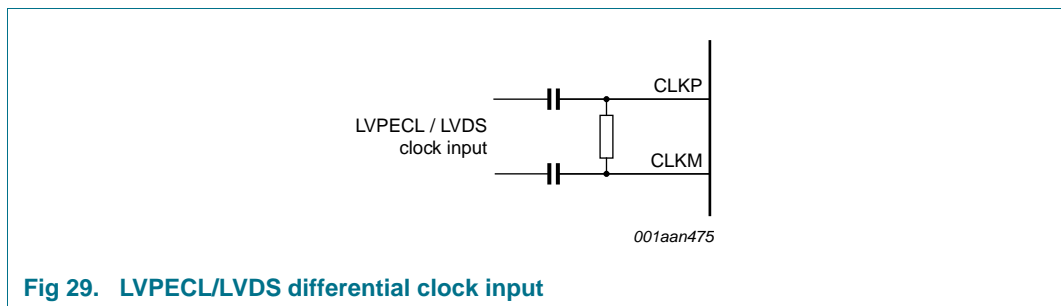 CLKP
LVPECL / LVDS
clock input
CLKM
001aan475
Fig 29. LVPECL/LVDS differential clock input